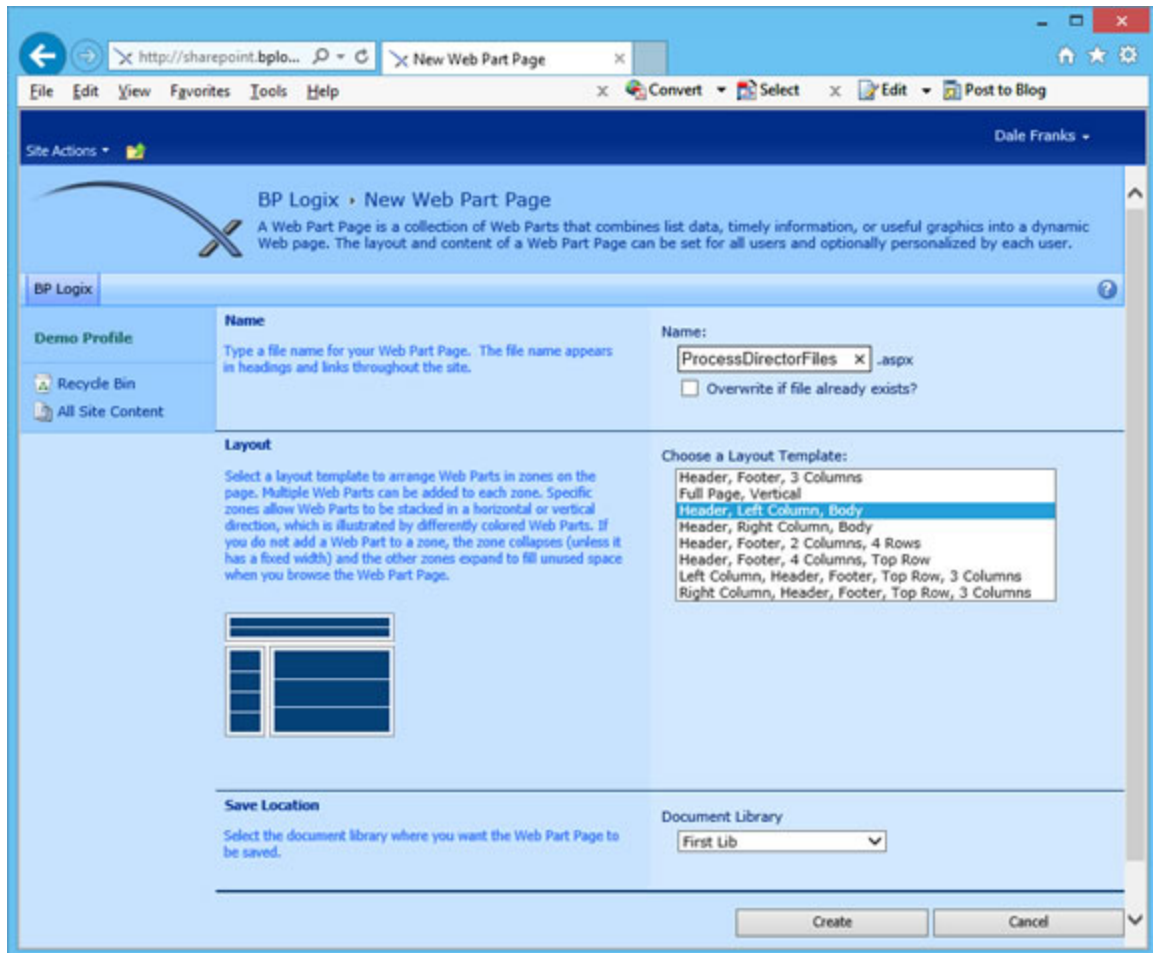 http://sharepoint.bplo...
New Web Part Page
File Edit View Favorites Tools Help
x Convert Select x Edit Post to Blog
Dale Franks
Site Actions
BP Logix › New Web Part Page
A Web Part Page is a collection of Web Parts that combines list data, timely information, or useful graphics into a dynamic
Web page. The layout and content of a Web Part Page can be set for all users and optionally personalized by each user.
BP Logix
Demo Profile
Recycle Bin
All Site Content
Name
Type a file name for your Web Part Page. The file name appears
in headings and links throughout the site.
Name:
ProcessDirectorFiles .aspx
Overwrite if file already exists?
Layout
Select a layout template to arrange Web Parts in zones on the
page. Multiple Web Parts can be added to each zone. Specific
zones allow Web Parts to be stacked in a horizontal or vertical
direction, which is illustrated by differently colored Web Parts. If
you do not add a Web Part to a zone, the zone collapses (unless it
has a fixed width) and the other zones expand to fill unused space
when you browse the Web Part Page.
Choose a Layout Template:
Header, Footer, 3 Columns
Full Page, Vertical
Header, Left Column, Body
Header, Right Column, Body
Header, Footer, 2 Columns, 4 Rows
Header, Footer, 4 Columns, Top Row
Left Column, Header, Footer, Top Row, 3 Columns
Right Column, Header, Footer, Top Row, 3 Columns
Save Location
Select the document library where you want the Web Part Page to
be saved.
Document Library
First Lib
Create Cancel